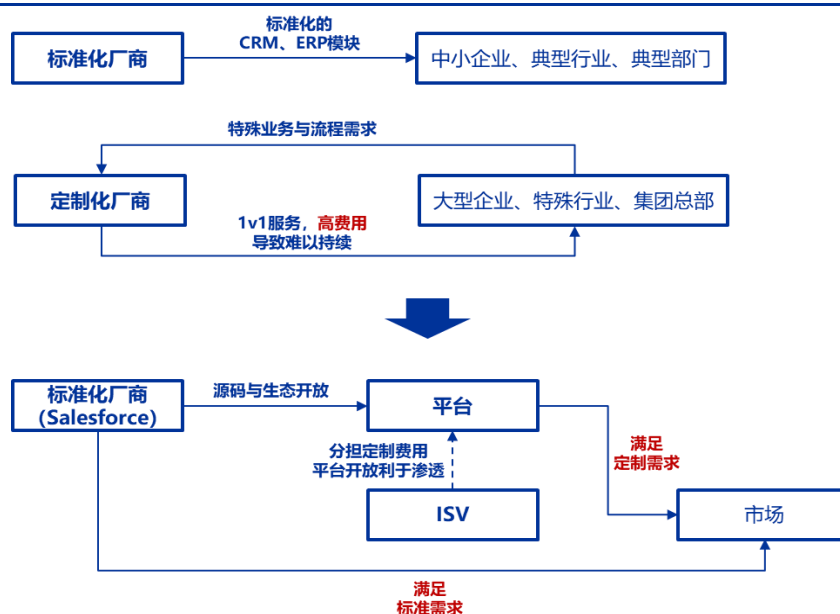 标准化的
CRM、ERP模块
标准化厂商
中小企业、典型行业、典型部门
特殊业务与流程需求
定制化厂商
大型企业、特殊行业、集团总部
1v1服务，高费用
导致难以持续
标准化厂商
(Salesforce)
源码与生态开放
平台
分担定制费用
平台开放利于渗透
满足
定制需求
ISV
市场
满足
标准需求